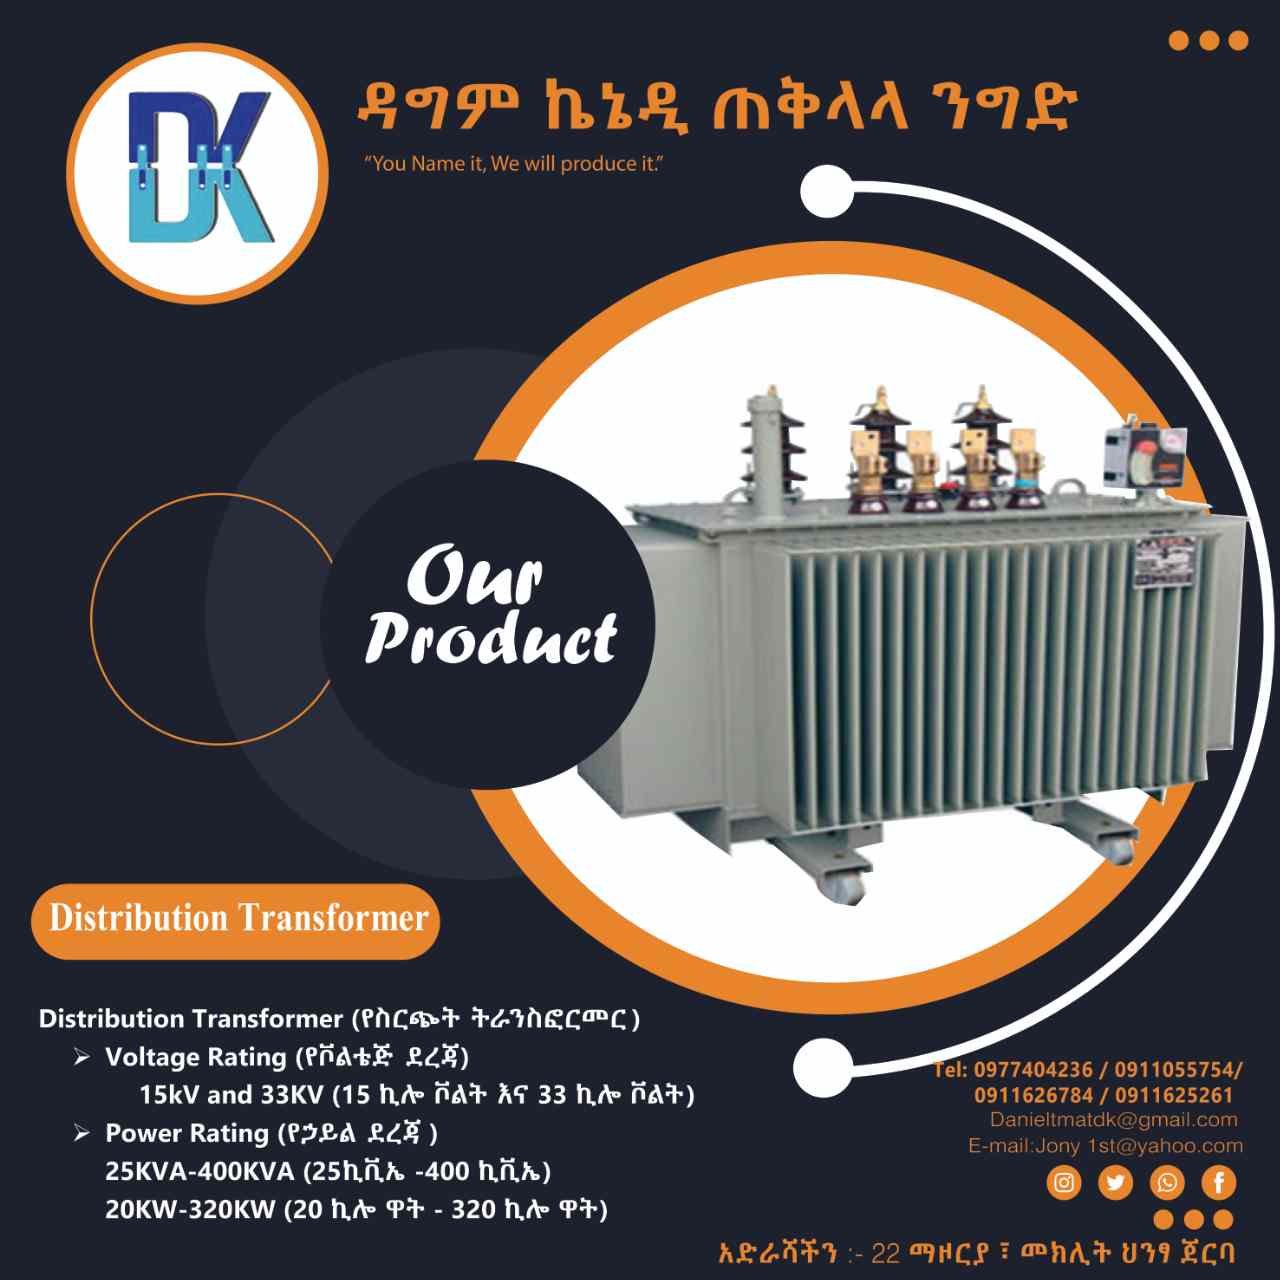 DK
ዳግም ኬኔዲ ጠቅላላ ንግድ
“You Name it, We will produce it.”
Our
Product
Distribution Transformer
Distribution Transformer (የስርጭት ትራንስፎርመር)
➢ Voltage Rating (የቮልቴጅ ደረጃ)
15kV and 33KV (15 ኪሎ ቮልት እና 33 ኪሎ ቮልት)
➢ Power Rating (የኃይል ደረጃ )
25KVA-400KVA (25ኪቪኤ -400 ኪቪኤ)
20KW-320KW (20 ኪሎ ዋት - 320 ኪሎ ዋት)
Tel: 0977404236 / 0911055754/
0911626784 / 0911625261
Danieltmatdk@gmail.com
E-mail:Jony 1st@yahoo.com
አድራሻችን :- 22 ማዞርያ ፣ መክሊት ህንፃ ጀርባ